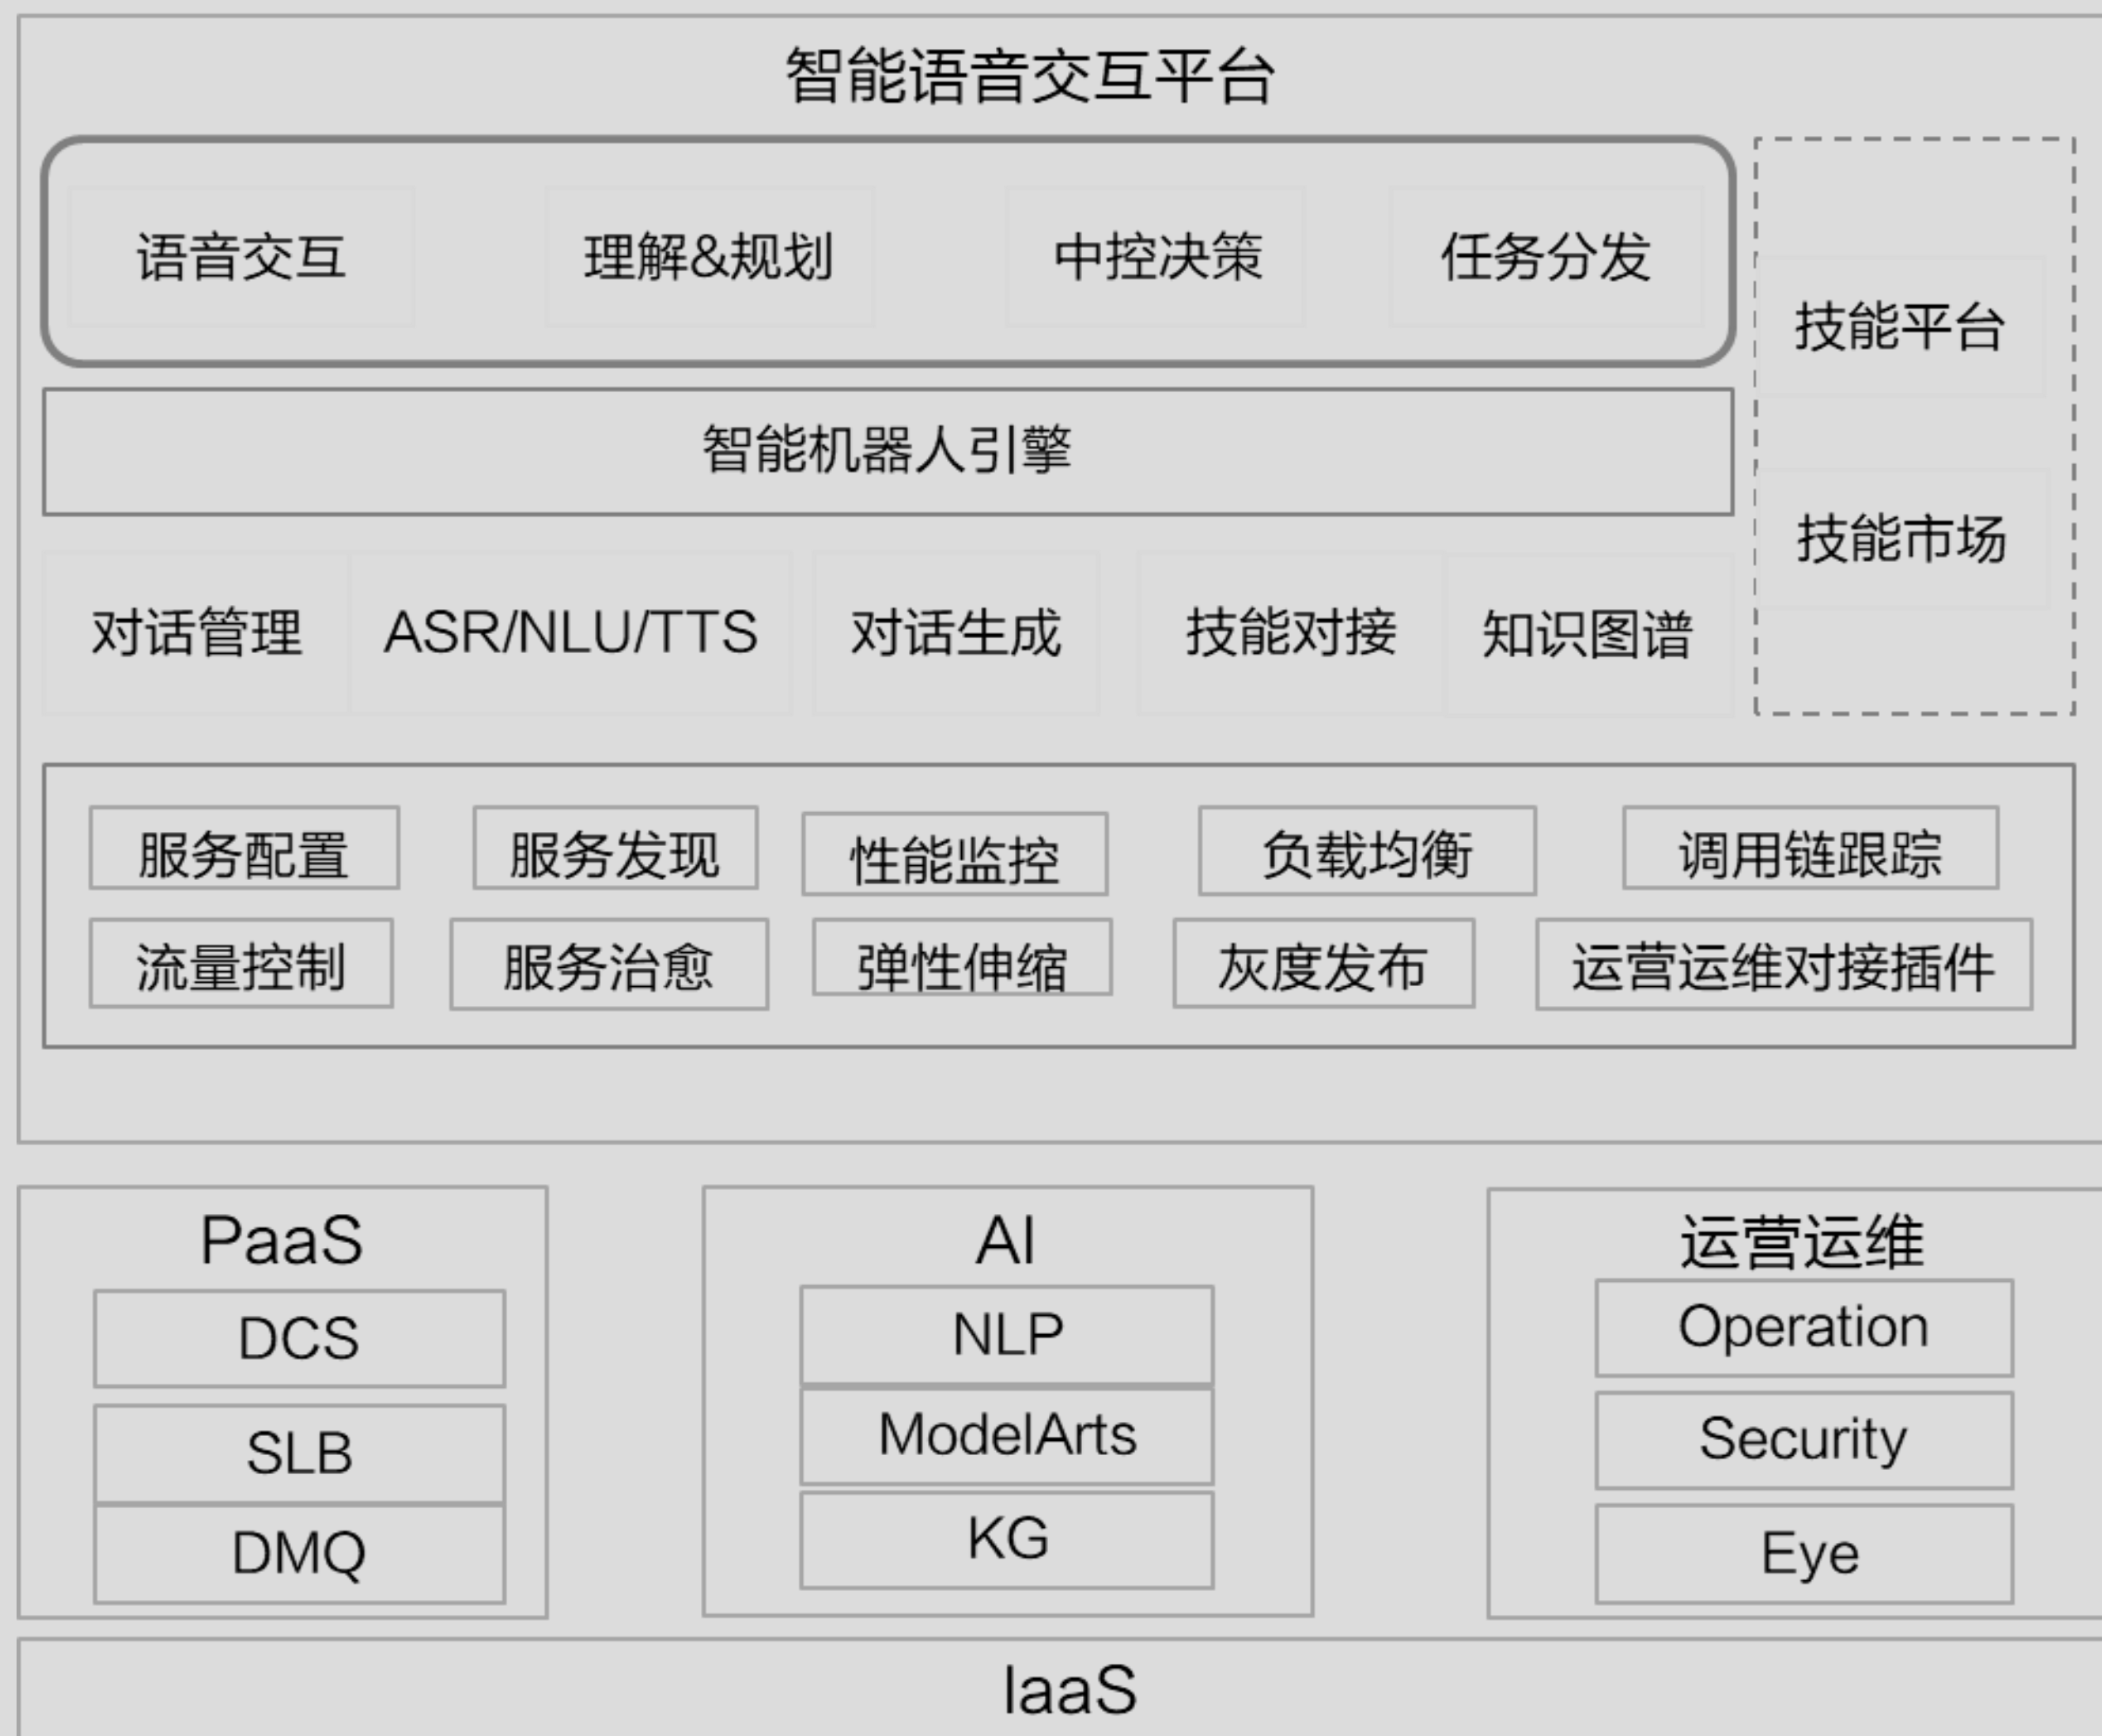 智能语音交互平台
语音交互 理解&规划 中控决策 任务分发
技能平台
智能机器人引擎
技能市场
对话管理 ASR/NLU/TTS 对话生成 技能对接 知识图谱
服务配置 服务发现 性能监控 负载均衡 调用链跟踪
流量控制 服务治愈 弹性伸缩 灰度发布 运营运维对接插件
PaaS
DCS
SLB
DMQ
AI
NLP
ModelArts
KG
运营运维
Operation
Security
Eye
IaaS